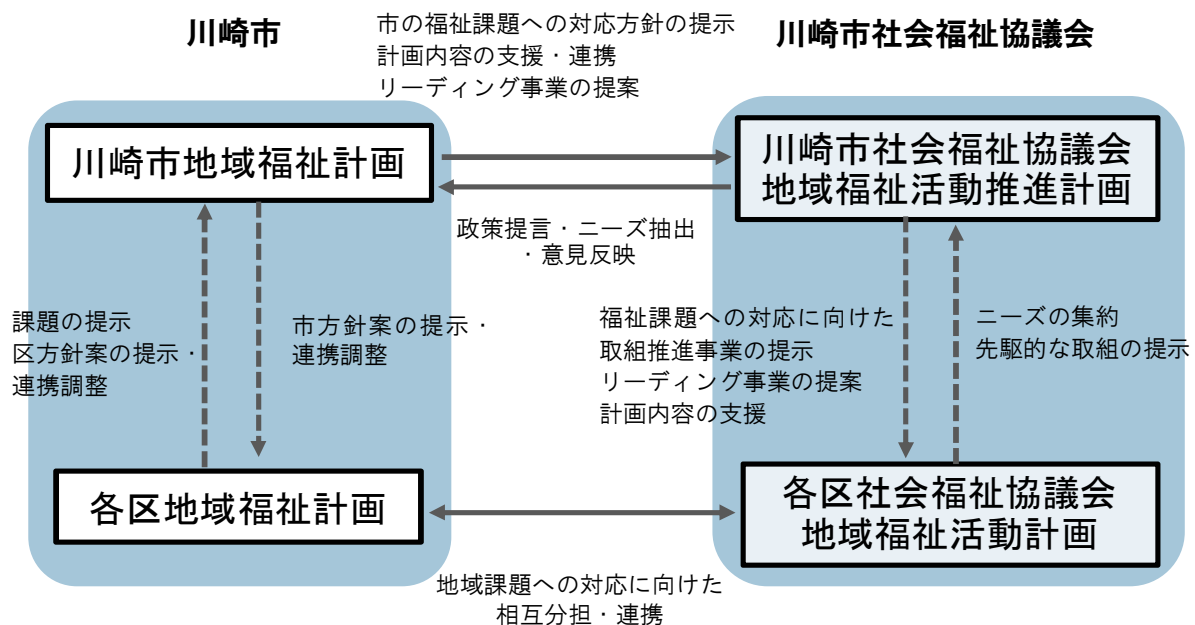 川崎市
市の福祉課題への対応方針の提示
計画内容の支援・連携
リーディング事業の提案
川崎市社会福祉協議会
川崎市地域福祉計画
川崎市社会福祉協議会
地域福祉活動推進計画
政策提言・ニーズ抽出
・意見反映
課題の提示
区方針案の提示・
連携調整
市方針案の提示・
連携調整
福祉課題への対応に向けた
取組推進事業の提示
リーディング事業の提案
計画内容の支援
ニーズの集約
先駆的な取組の提示
各区地域福祉計画
各区社会福祉協議会
地域福祉活動計画
地域課題への対応に向けた
相互分担・連携